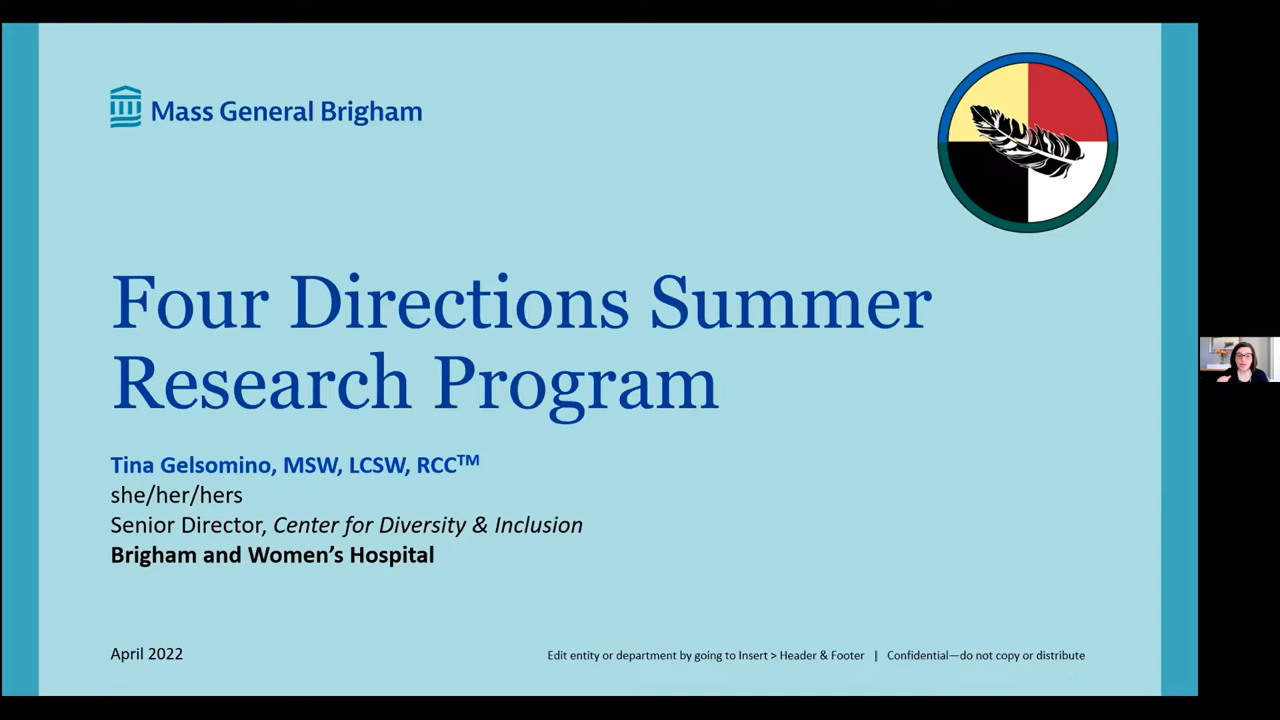 Mass General Brigham
Four Directions Summer
Research Program
Tina Gelsomino, MSW, LCSW, RCC™
she/her/hers
Senior Director, Center for Diversity & Inclusion
Brigham and Women's Hospital
April 2022
Edit entity or department by going to Insert > Header & Footer | Confidential—do not copy or distribute